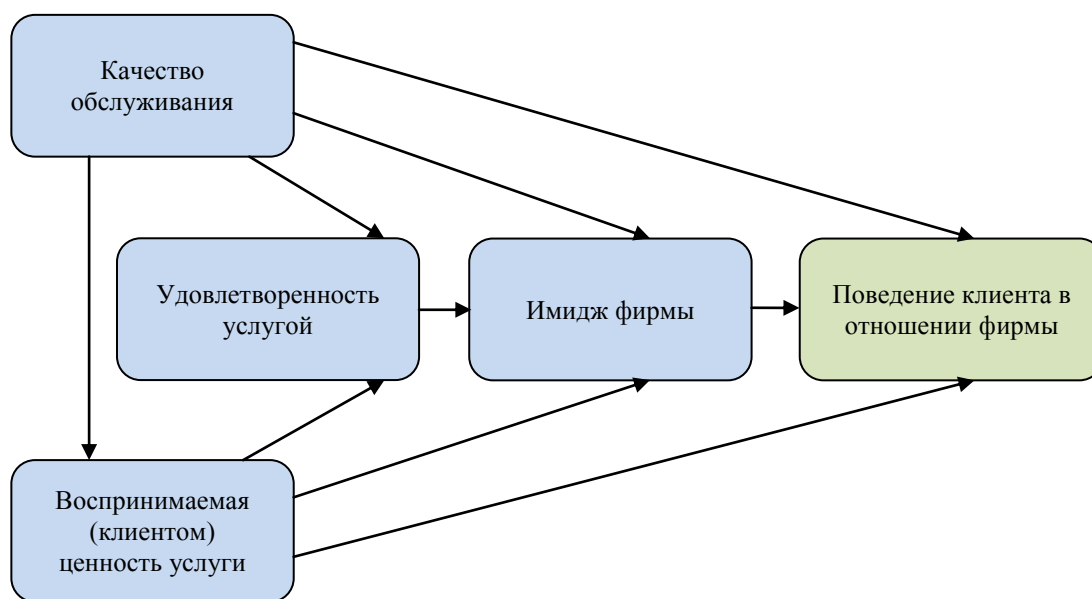 Качество
обслуживания
Удовлетворенность
услугой
Имидж фирмы
Поведение клиента в
отношении фирмы
Воспринимаемая
(клиентом)
ценность услуги